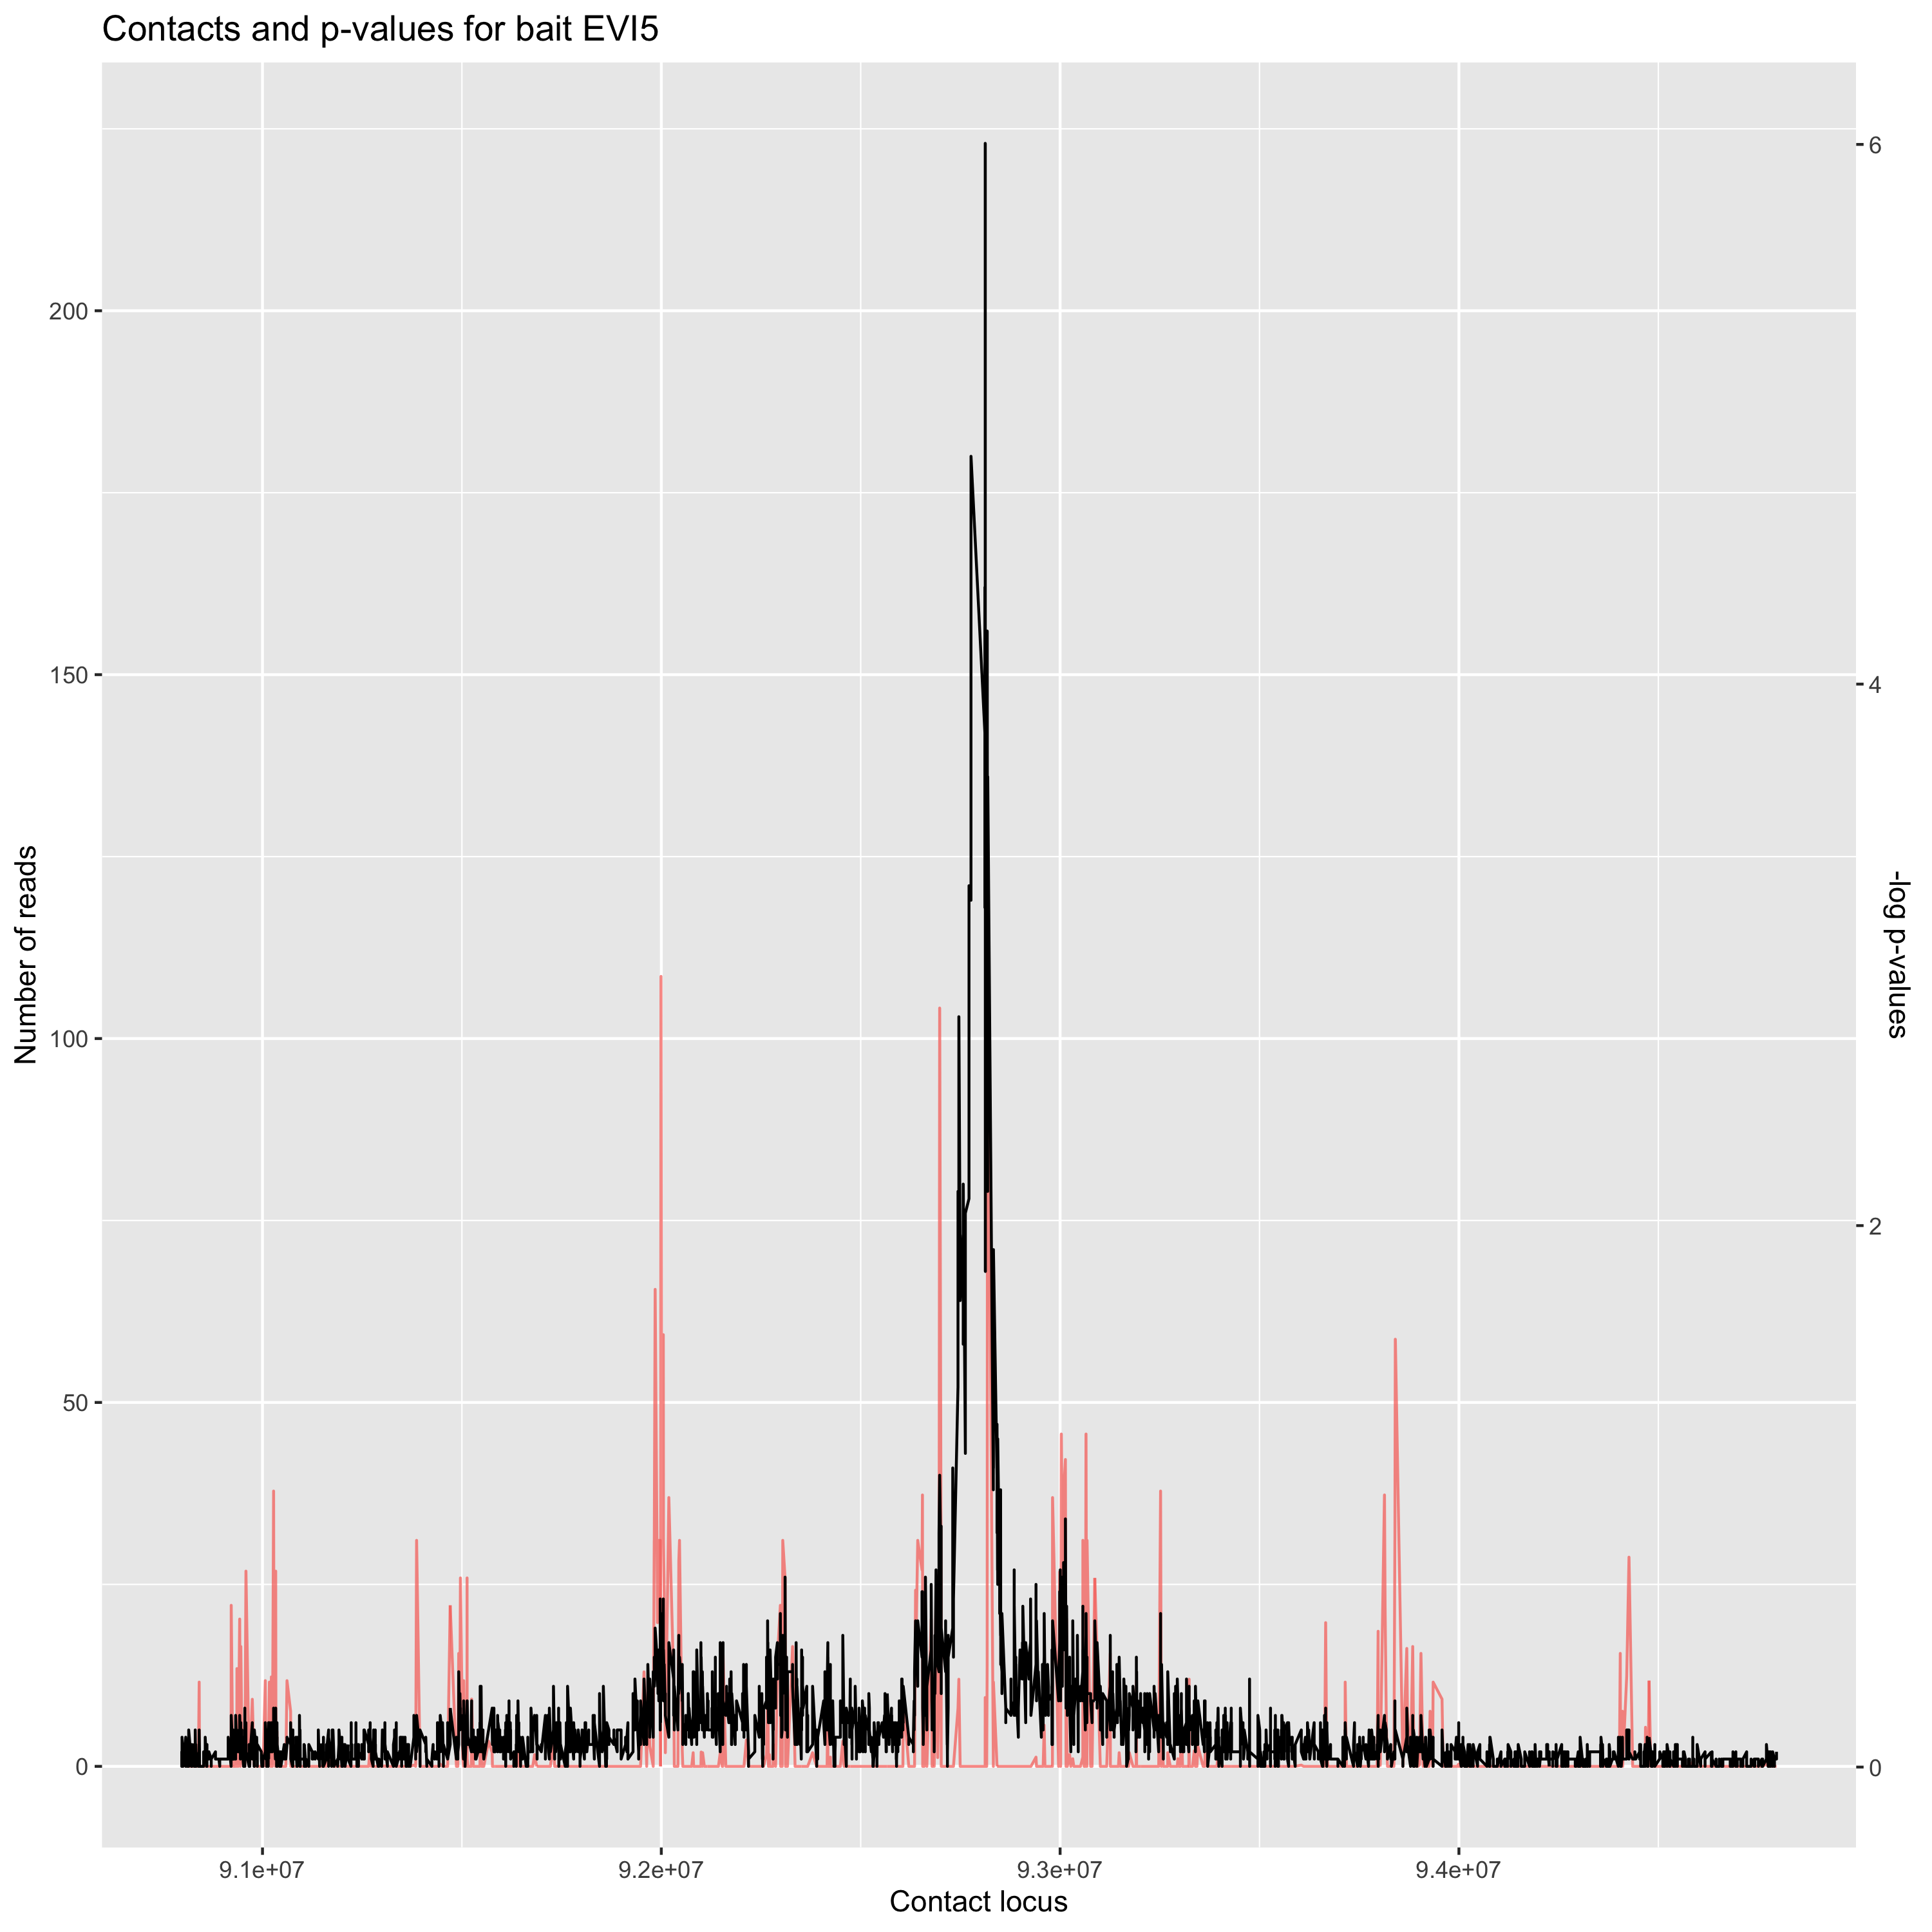 Contacts and p-values for bait EVI5
Number of reads
200
150
100
50
0
6
4
2
0
-log p-values
9.1e+07
9.2e+07
9.3e+07
9.4e+07
Contact locus